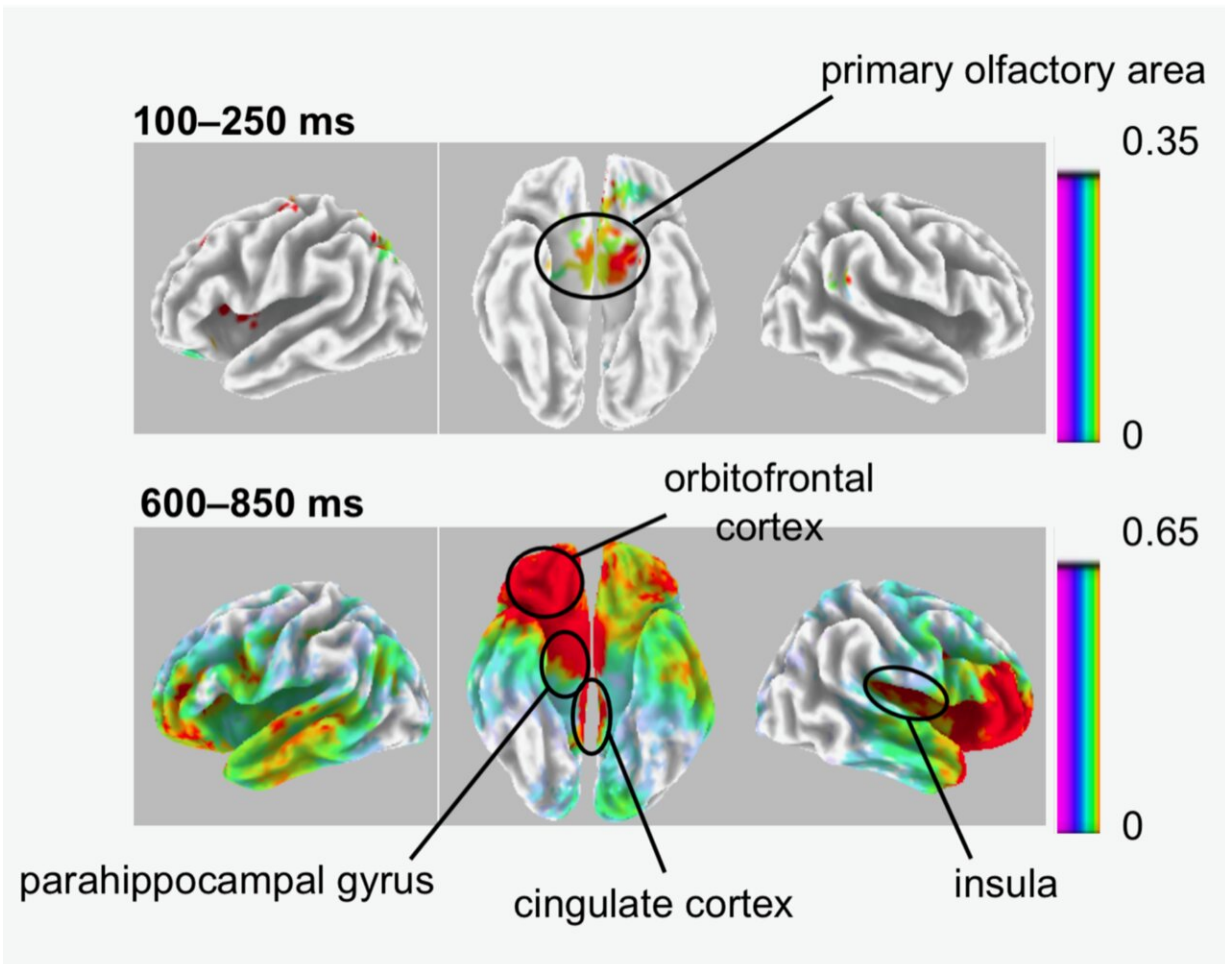 primary olfactory area
100–250 ms
0.35
0
orbitofrontal
cortex
600–850 ms
0.65
0
parahippocampal gyrus
cingulate cortex
insula